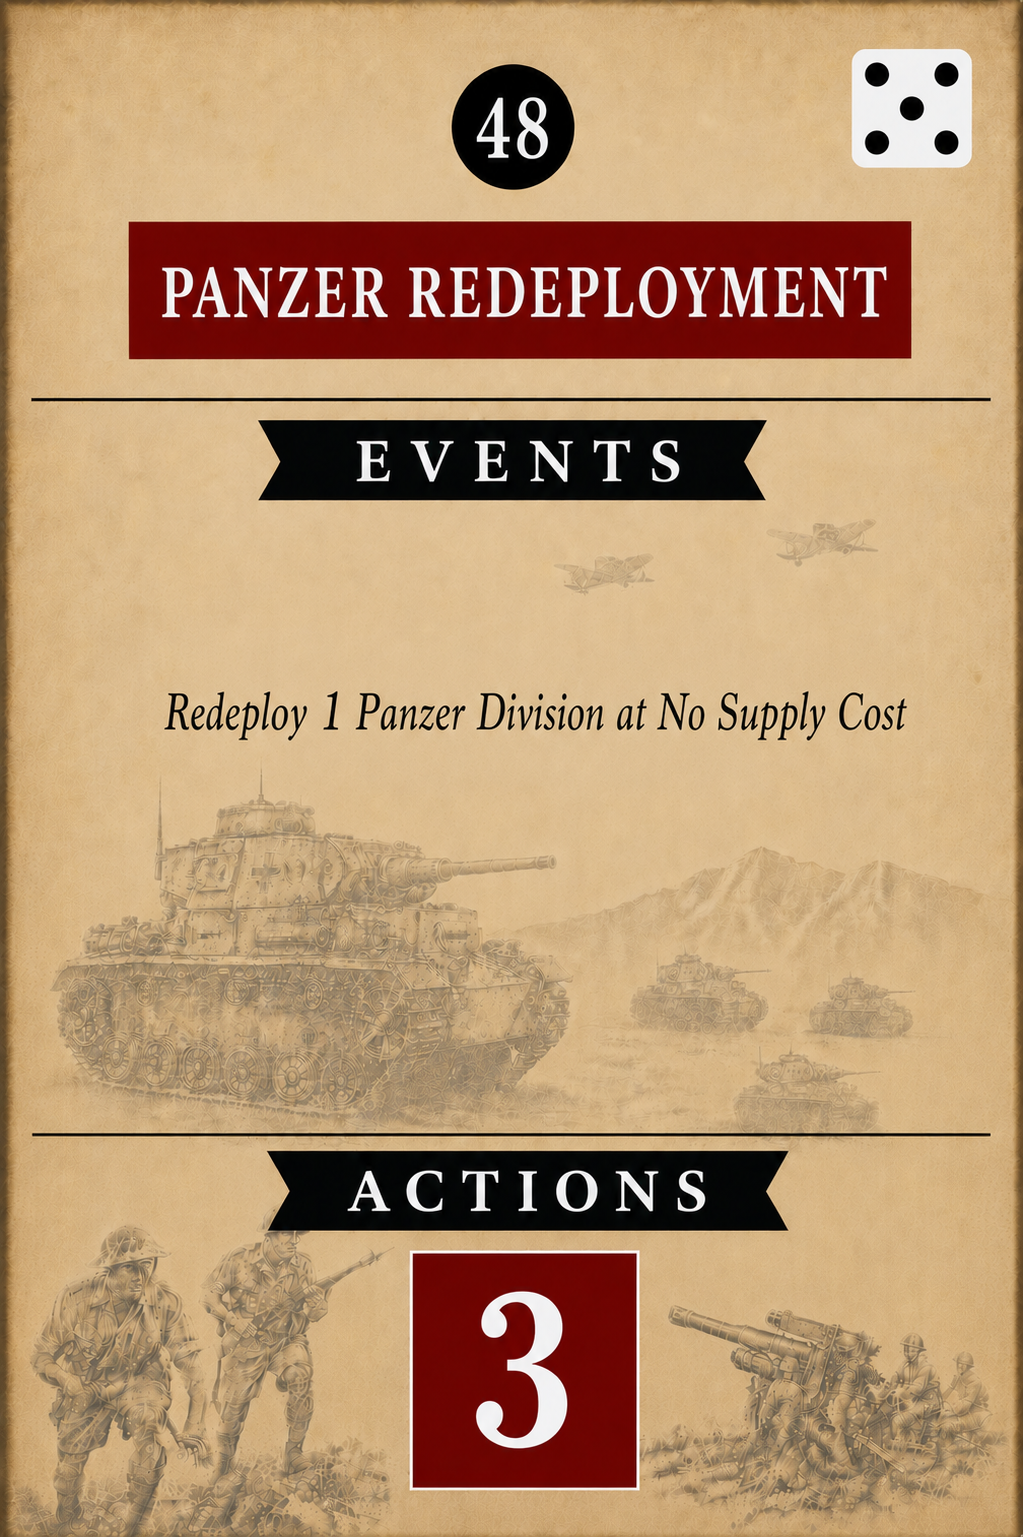 48
PANZER REDEPLOYMENT
EVENTS
Redeploy 1 Panzer Division at No Supply Cost
ACTIONS
3